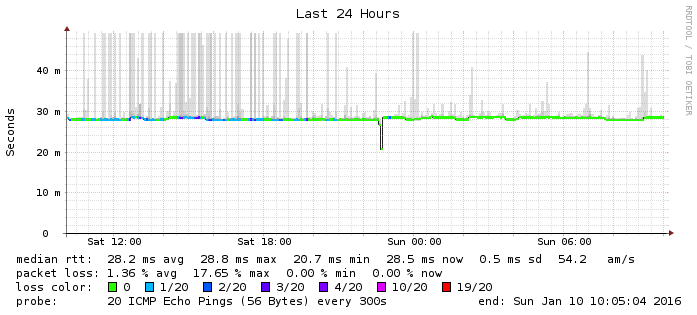 Last 24 Hours
RRDTOOL / TOBI OETIKER
Seconds
40 m
30 m
20 m
10 m
0
Sat 12:00 Sat 18:00 Sun 00:00 Sun 06:00
median rtt: 28.2 ms avg 28.8 ms max 20.7 ms min 28.5 ms now 0.5 ms sd 54.2 am/s
packet loss: 1.36 % avg 17.65 % max 0.00 % min 0.00 % now
loss color: 0 1/20 2/20 3/20 4/20 10/20 19/20
probe: 20 ICMP Echo Pings (56 Bytes) every 300s end: Sun Jan 10 10:05:04 2016